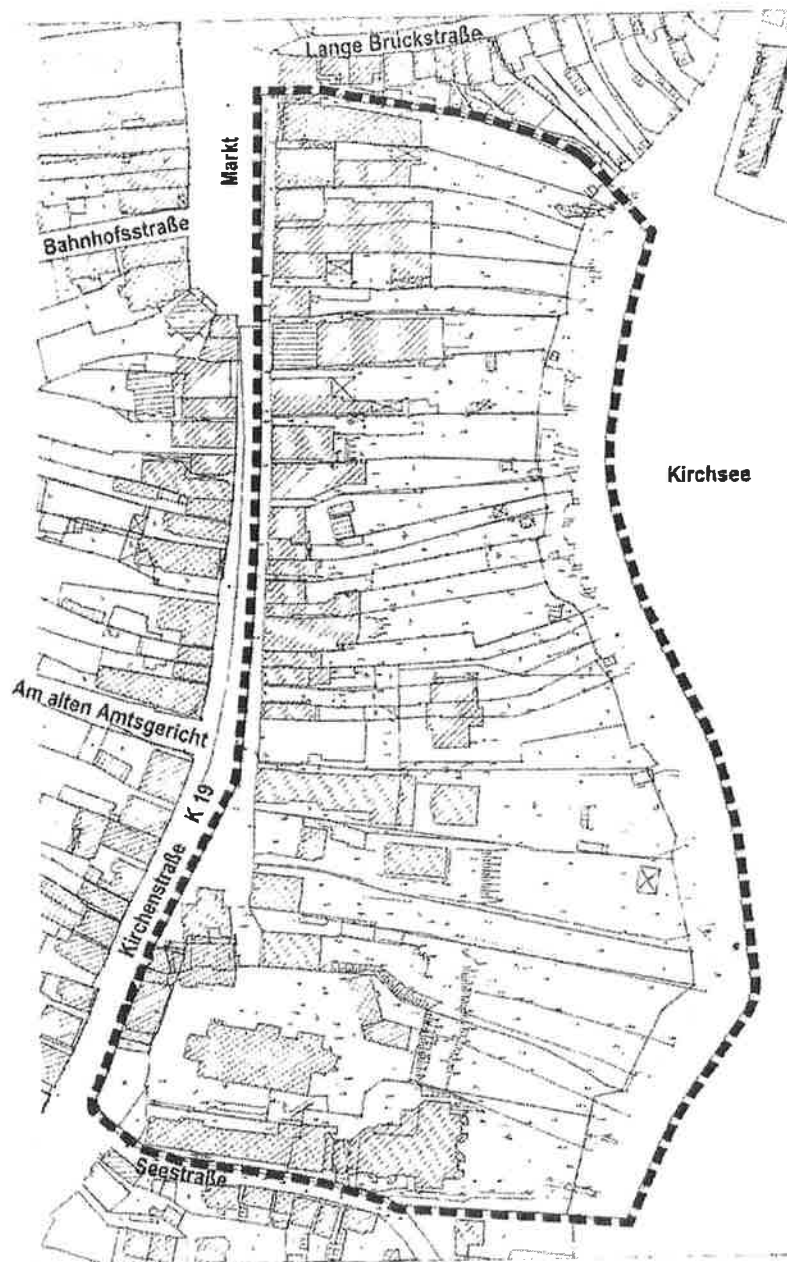 Lange Brückstraße
Markt
Bahnhofsstraße
Kirchsee
Am alten Amtsgericht
K 19
Kirchenstraße
Seestraße